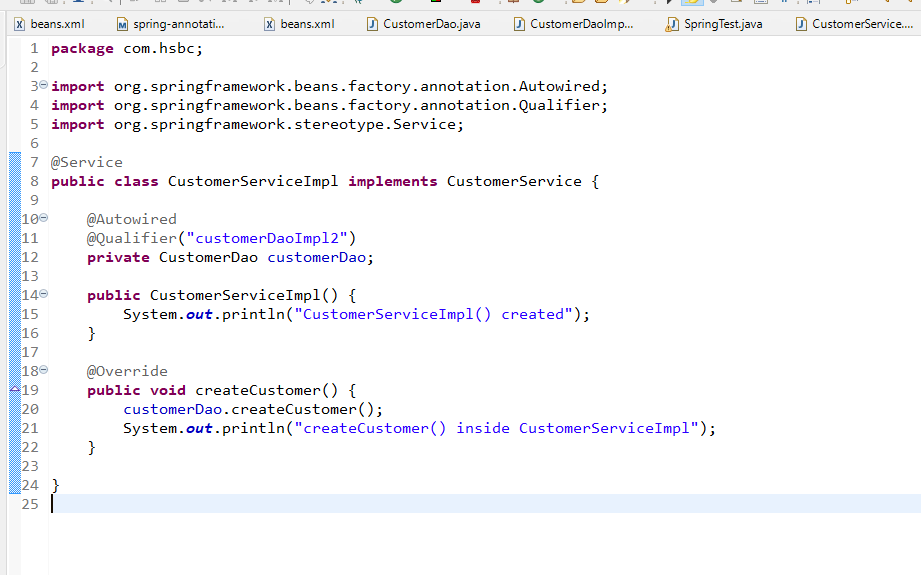 beans.xml spring-annotati... beans.xml CustomerDao.java CustomerDaoImp... SpringTest.java CustomerService....
1 package com.hsbc;
2
3 import org.springframework.beans.factory.annotation.Autowired;
4 import org.springframework.beans.factory.annotation.Qualifier;
5 import org.springframework.stereotype.Service;
6
7 @Service
8 public class CustomerServiceImpl implements CustomerService {
9
10 @Autowired
11 @Qualifier("customerDaoImpl2")
12 private CustomerDao customerDao;
13
14 public CustomerServiceImpl() {
15 System.out.println("CustomerServiceImpl() created");
16 }
17
18 @Override
19 public void createCustomer() {
20 customerDao.createCustomer();
21 System.out.println("createCustomer() inside CustomerServiceImpl");
22 }
23
24 }
25